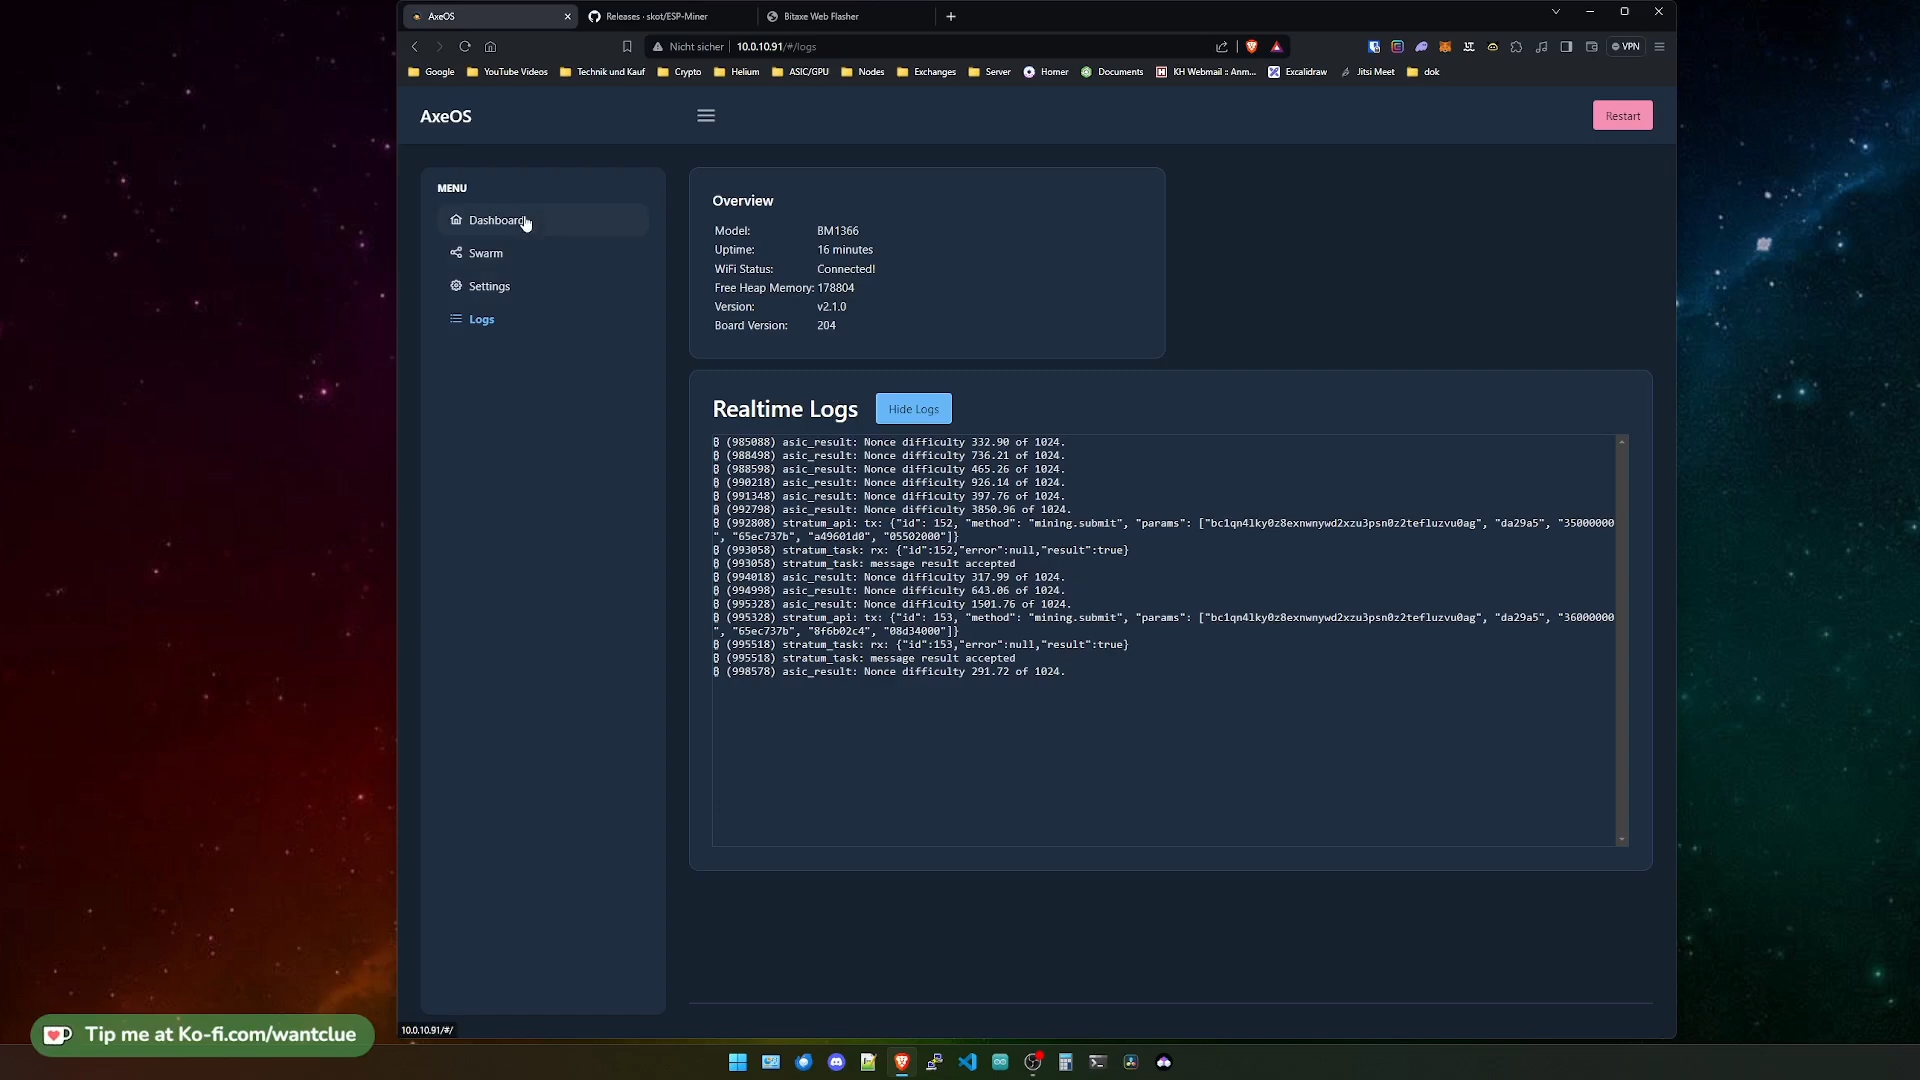 AxeOS
Releases · skot/ESP-Miner
Bitaxe Web Flasher
Nicht sicher
10.0.10.91/#/logs
VPN
Google
YouTube Videos
Technik und Kauf
Crypto
Helium
ASIC/GPU
Nodes
Exchanges
Server
Homer
Documents
KH Webmail :: Anm...
Excalidraw
Jitsi Meet
dok
AxeOS
Restart
MENU
Dashboard
Swarm
Settings
Logs
Overview
Model: BM1366
Uptime: 16 minutes
WiFi Status: Connected!
Free Heap Memory: 178804
Version: v2.1.0
Board Version: 204
Realtime Logs
Hide Logs
₿ (985088) asic_result: Nonce difficulty 332.90 of 1024.
₿ (988498) asic_result: Nonce difficulty 736.21 of 1024.
₿ (988598) asic_result: Nonce difficulty 465.26 of 1024.
₿ (990218) asic_result: Nonce difficulty 926.14 of 1024.
₿ (991348) asic_result: Nonce difficulty 397.76 of 1024.
₿ (992798) asic_result: Nonce difficulty 3850.96 of 1024.
₿ (992808) stratum_api: tx: {"id": 152, "method": "mining.submit", "params": ["bc1qn4lky0z8exnwnywd2xzu3psn0z2tefluzvu0ag", "da29a5", "35000000
", "65ec737b", "a49601d0", "05502000"]}
₿ (993058) stratum_task: rx: {"id":152,"error":null,"result":true}
₿ (993058) stratum_task: message result accepted
₿ (994018) asic_result: Nonce difficulty 317.99 of 1024.
₿ (994998) asic_result: Nonce difficulty 643.06 of 1024.
₿ (995328) asic_result: Nonce difficulty 1501.76 of 1024.
₿ (995328) stratum_api: tx: {"id": 153, "method": "mining.submit", "params": ["bc1qn4lky0z8exnwnywd2xzu3psn0z2tefluzvu0ag", "da29a5", "36000000
", "65ec737b", "8f6b02c4", "08d34000"]}
₿ (995518) stratum_task: rx: {"id":153,"error":null,"result":true}
₿ (995518) stratum_task: message result accepted
₿ (998578) asic_result: Nonce difficulty 291.72 of 1024.
10.0.10.91/#/
Tip me at Ko-fi.com/wantclue